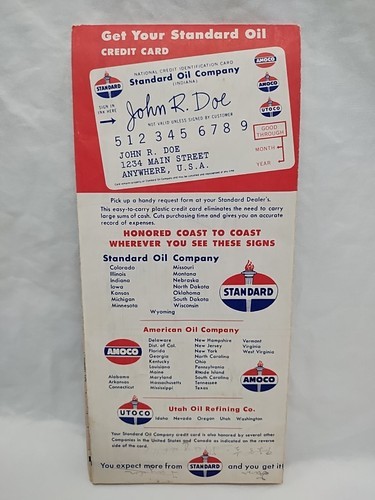 Get Your Standard Oil
CREDIT CARD
NATIONAL CREDIT IDENTIFICATION CARD
Standard Oil Company
(INDIANA)
STANDARD
AMOCO
AMOCO
UTOCO
SIGN IN INK HERE
John R. Doe
NOT VALID UNLESS SIGNED BY CUSTOMER
512 345 678 9
GOOD THROUGH
MONTH
YEAR
JOHN R. DOE
1234 MAIN STREET
ANYWHERE, U.S.A.
Pick up a handy request form at your Standard Dealer's.
This easy-to-carry plastic credit card eliminates the need to carry
large sums of cash. Cuts purchasing time and gives you an accurate
record of expenses.
HONORED COAST TO COAST
WHEREVER YOU SEE THESE SIGNS
Standard Oil Company
Colorado Missouri
Illinois Montana
Indiana Nebraska
Iowa North Dakota
Kansas Oklahoma
Michigan South Dakota
Minnesota Wisconsin
Wyoming
STANDARD
American Oil Company
AMOCO
Delaware New Hampshire Vermont
Dist. of Col. New Jersey Virginia
Florida New York West Virginia
Georgia North Carolina
Kentucky Ohio
Louisiana Pennsylvania
Maine Rhode Island
Alabama Maryland South Carolina
Arkansas Massachusetts Tennessee
Connecticut Mississippi Texas
AMOCO
UTOCO
Utah Oil Refining Co.
Idaho Nevada Oregon Utah Washington
Your Standard Oil Company credit card is also honored by several other
Companies in the United States and Canada as indicated on the reverse
side of the card.
You expect more from STANDARD and you get it!